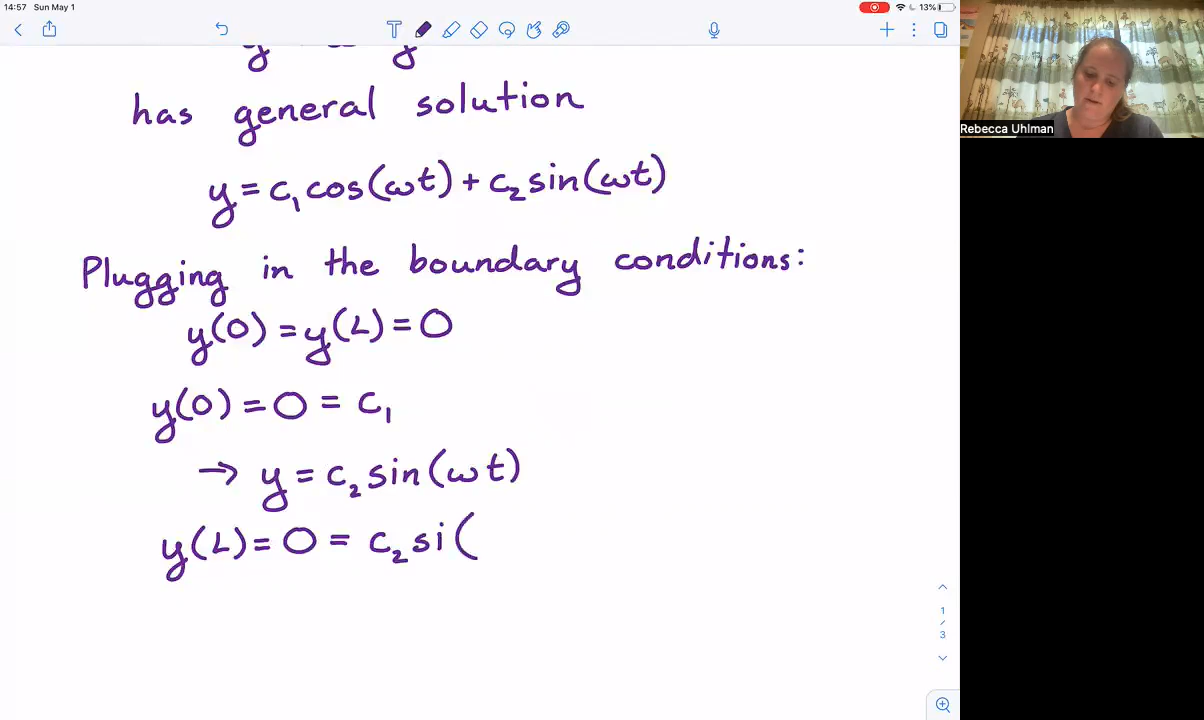 14:57 Sun May 1
13%
has general solution
y = c₁cos(ωt) + c₂sin(ωt)
Plugging in the boundary conditions:
y(0) = y(L) = 0
y(0) = 0 = c₁
→ y = c₂sin(ωt)
y(L) = 0 = c₂si(
Rebecca Uhlman
1
/
3